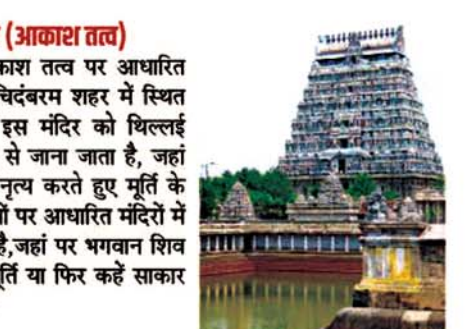 (आकाश तत्व)
काश तत्व पर आधारित
चिदंबरम शहर में स्थित
इस मंदिर को थिल्लई
से जाना जाता है, जहां
नृत्य करते हुए मूर्ति के
पर आधारित मंदिरों में
है,जहां पर भगवान शिव
या फिर कहें साकार